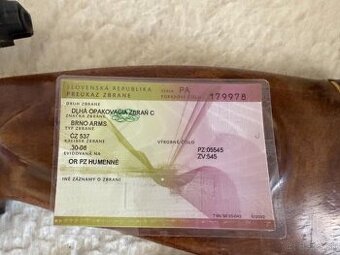 SLOVENSKÁ REPUBLIKA
PREUKAZ ZBRANE
SÉRIA PA
179978
DRUH ZBRANE
DLHÁ OPAKOVACIA ZBRAŇ C
ZNAČKA ZBRANE
BRNO ARMS
TYP ZBRANE
CZ 537
KALIBER ZBRANE
.30-06
VÝROBNÉ ČÍSLO
PZ:05545
ZV:545
EVIDOVANÁ NA
OR PZ HUMENNÉ
INÉ ZÁZNAMY O ZBRANI